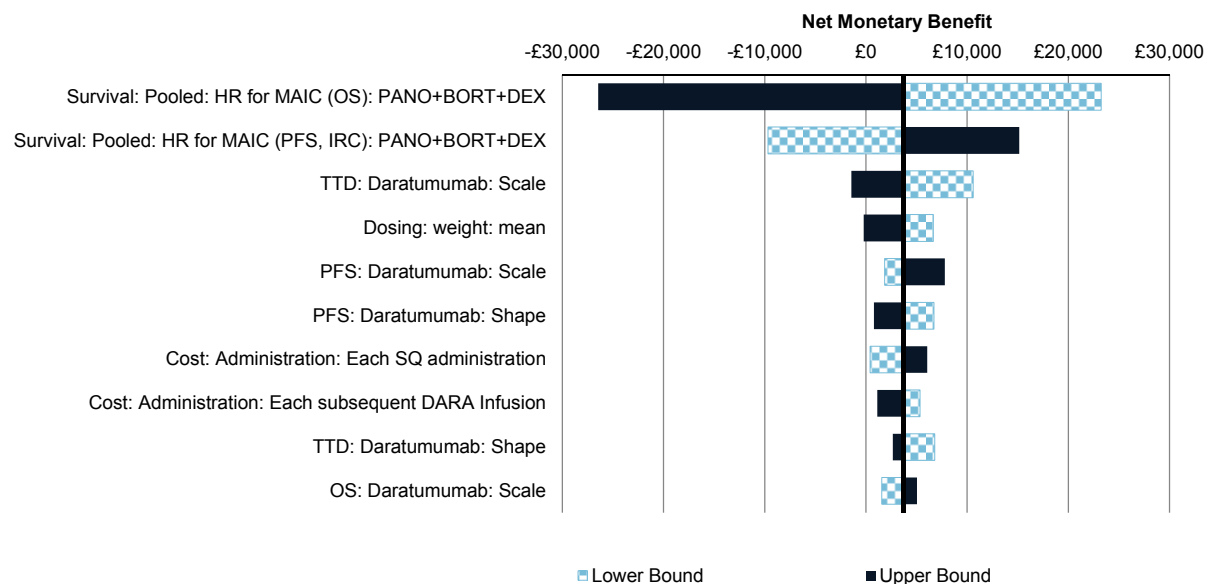 Net Monetary Benefit
-£30,000 -£20,000 -£10,000 £0 £10,000 £20,000 £30,000
Survival: Pooled: HR for MAIC (OS): PANO+BORT+DEX
Survival: Pooled: HR for MAIC (PFS, IRC): PANO+BORT+DEX
TTD: Daratumumab: Scale
Dosing: weight: mean
PFS: Daratumumab: Scale
PFS: Daratumumab: Shape
Cost: Administration: Each SQ administration
Cost: Administration: Each subsequent DARA Infusion
TTD: Daratumumab: Shape
OS: Daratumumab: Scale
Lower Bound Upper Bound